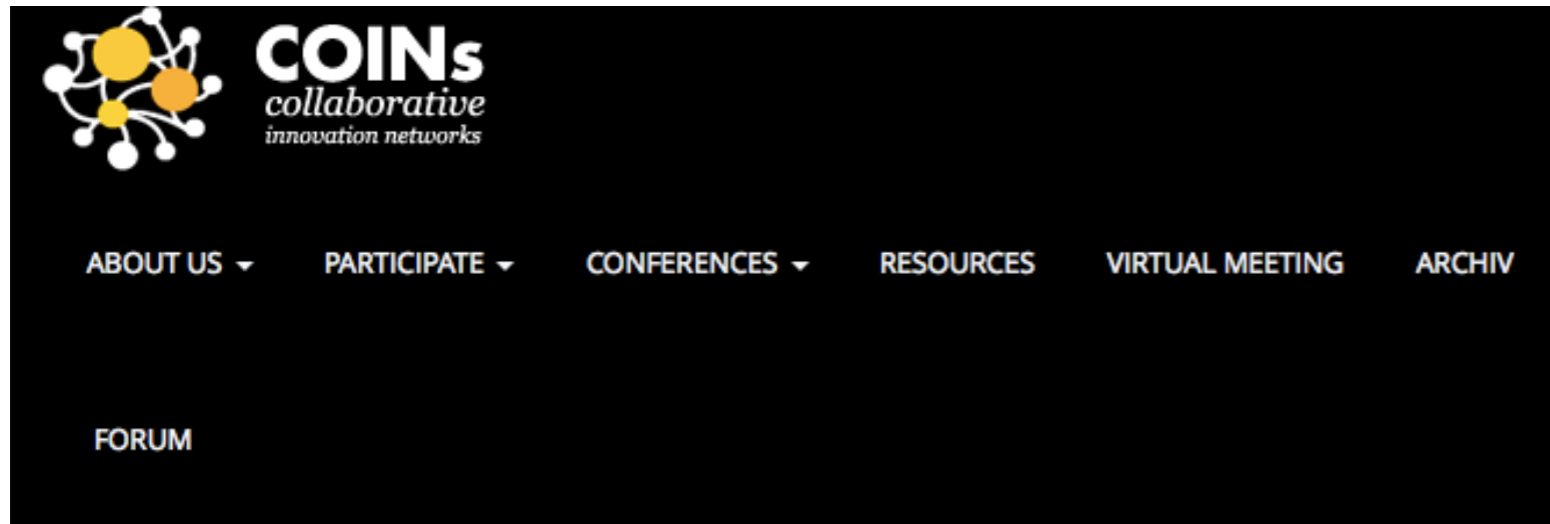 COINs
collaborative
innovation networks
ABOUT US PARTICIPATE CONFERENCES RESOURCES VIRTUAL MEETING ARCHIV
FORUM